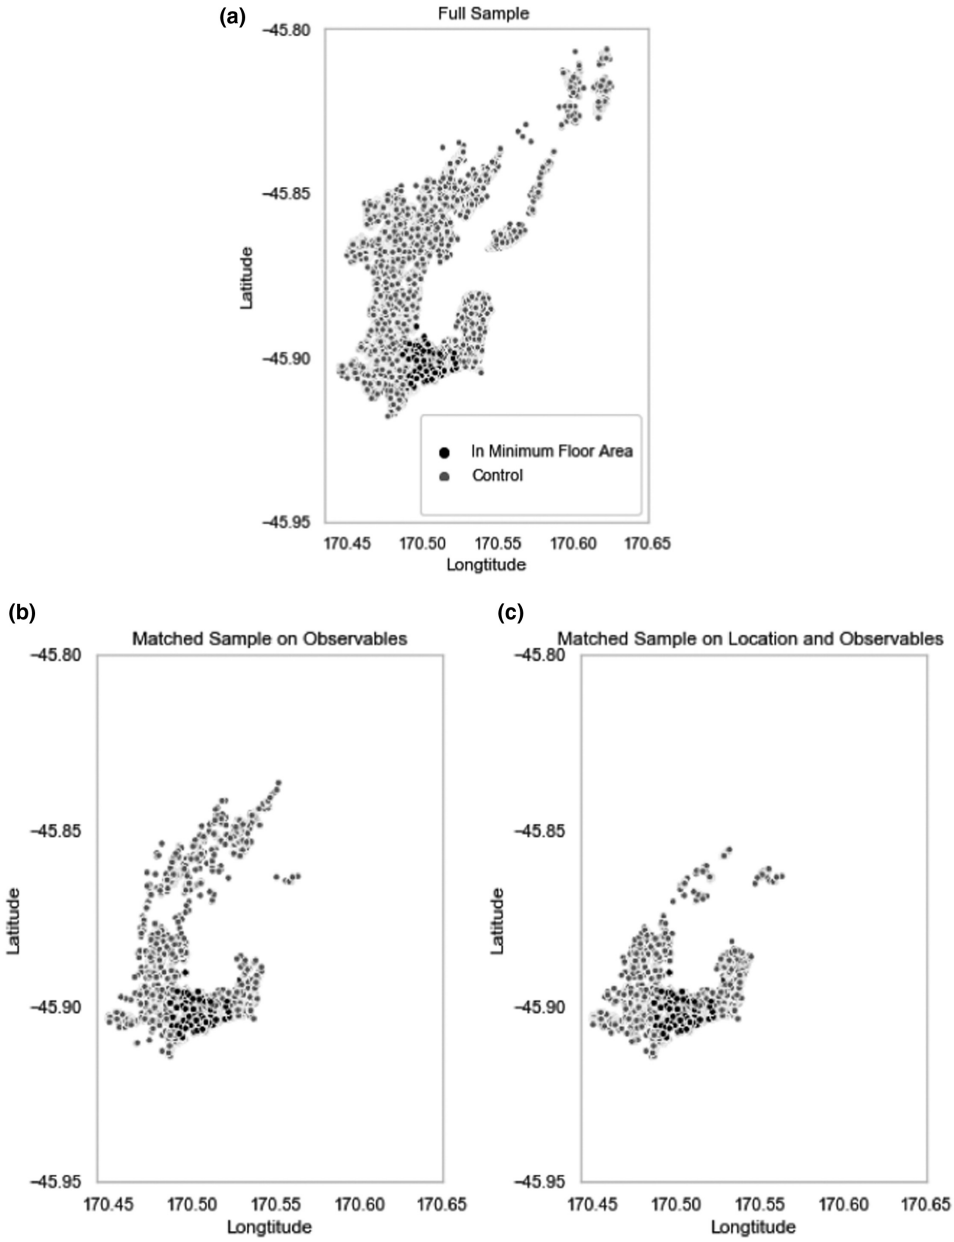 (a)
Full Sample
−45.80
−45.85
−45.90
−45.95
Latitude
In Minimum Floor Area
Control
170.45 170.50 170.55 170.60 170.65
Longtitude
(b)
Matched Sample on Observables
−45.80
−45.85
−45.90
−45.95
Latitude
170.45 170.50 170.55 170.60 170.65
Longtitude
(c)
Matched Sample on Location and Observables
−45.80
−45.85
−45.90
−45.95
Latitude
170.45 170.50 170.55 170.60 170.65
Longtitude